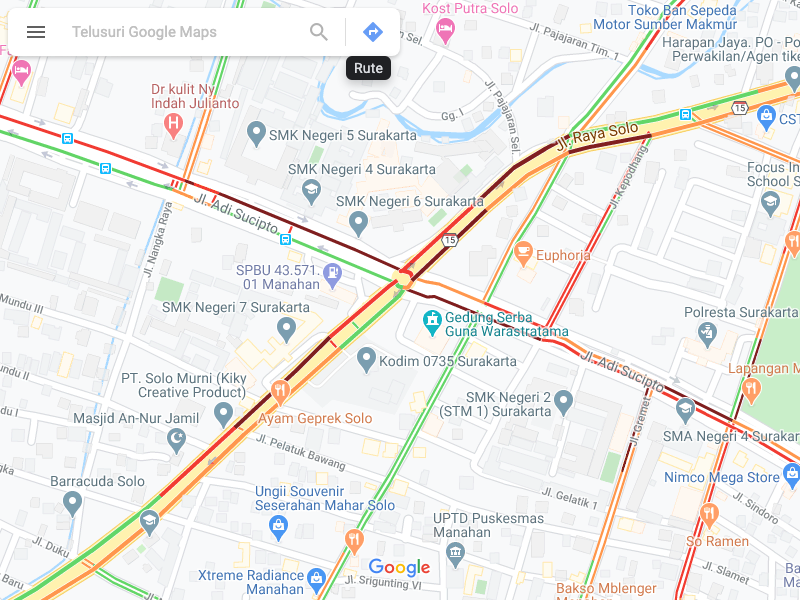 Telusuri Google Maps
Rute
Kost Putra Solo
Toko Ban Sepeda
Motor Sumber Makmur
Jl. Pajajaran Tim. 1
Harapan Jaya. PO - Po
Perwakilan/Agen tike
Dr kulit Ny
Indah Julianto
Jl. Pajajaran Sel.
Gg. I
15
CST
SMK Negeri 5 Surakarta
Jl. Raya Solo
SMK Negeri 4 Surakarta
Jl. Kepodhang
Focus In
School S
SMK Negeri 6 Surakarta
Jl. Adi Sucipto
Jl. Nangka Raya
15
Euphoria
SPBU 43.571.
01 Manahan
Mundu III
SMK Negeri 7 Surakarta
Gedung Serba
Guna Warastratama
Polresta Surakarta
Mundu II
Kodim 0735 Surakarta
Jl. Adi Sucipto
Lapangan M
PT. Solo Murni (Kiky
Creative Product)
SMK Negeri 2
(STM 1) Surakarta
Jl. Gremet
Masjid An-Nur Jamil
Ayam Geprek Solo
SMA Negeri 4 Surakar
Jl. Pelatuk Bawang
Barracuda Solo
Nimco Mega Store
Ungii Souvenir
Seserahan Mahar Solo
Jl. Gelatik 1
Jl. Sindoro
UPTD Puskesmas
Manahan
So Ramen
Jl. Duku
Google
Jl. Slamet
Baru
Xtreme Radiance
Manahan
Jl. Srigunting VI
Bakso Mblenger
Manahan